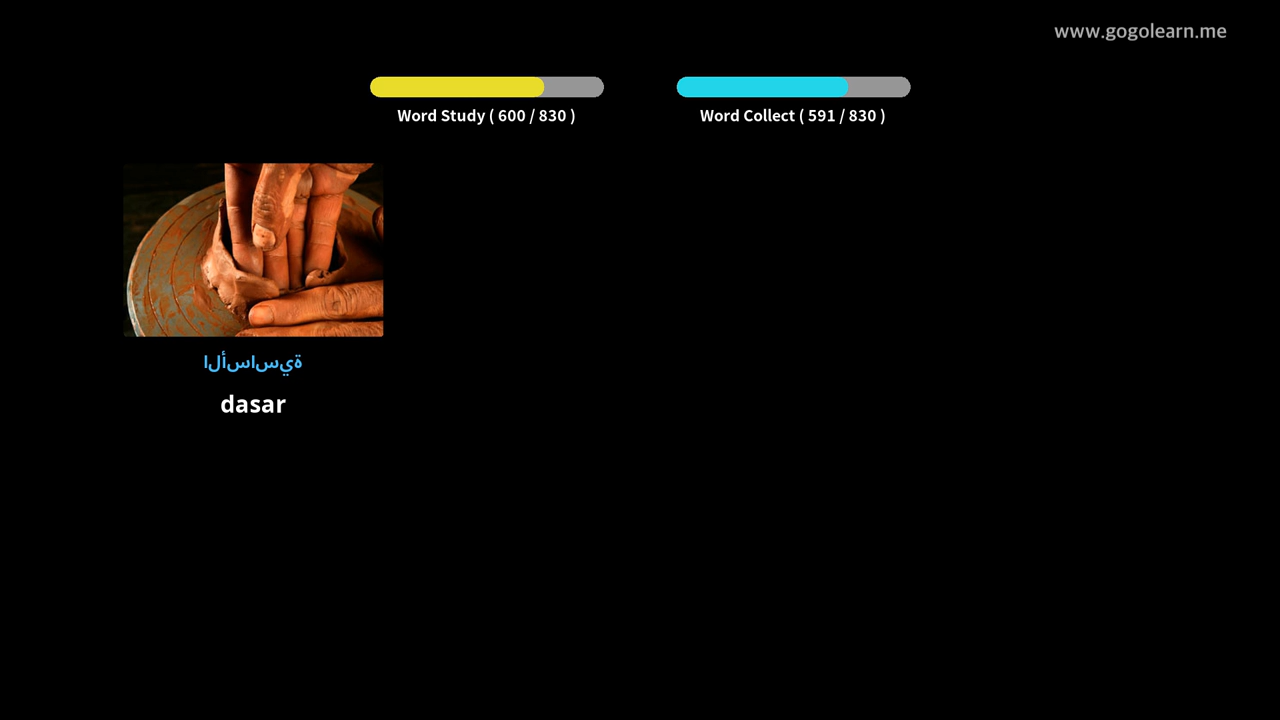 www.gogolearn.me
Word Study ( 600 / 830 )
Word Collect ( 591 / 830 )
الأساسية
dasar